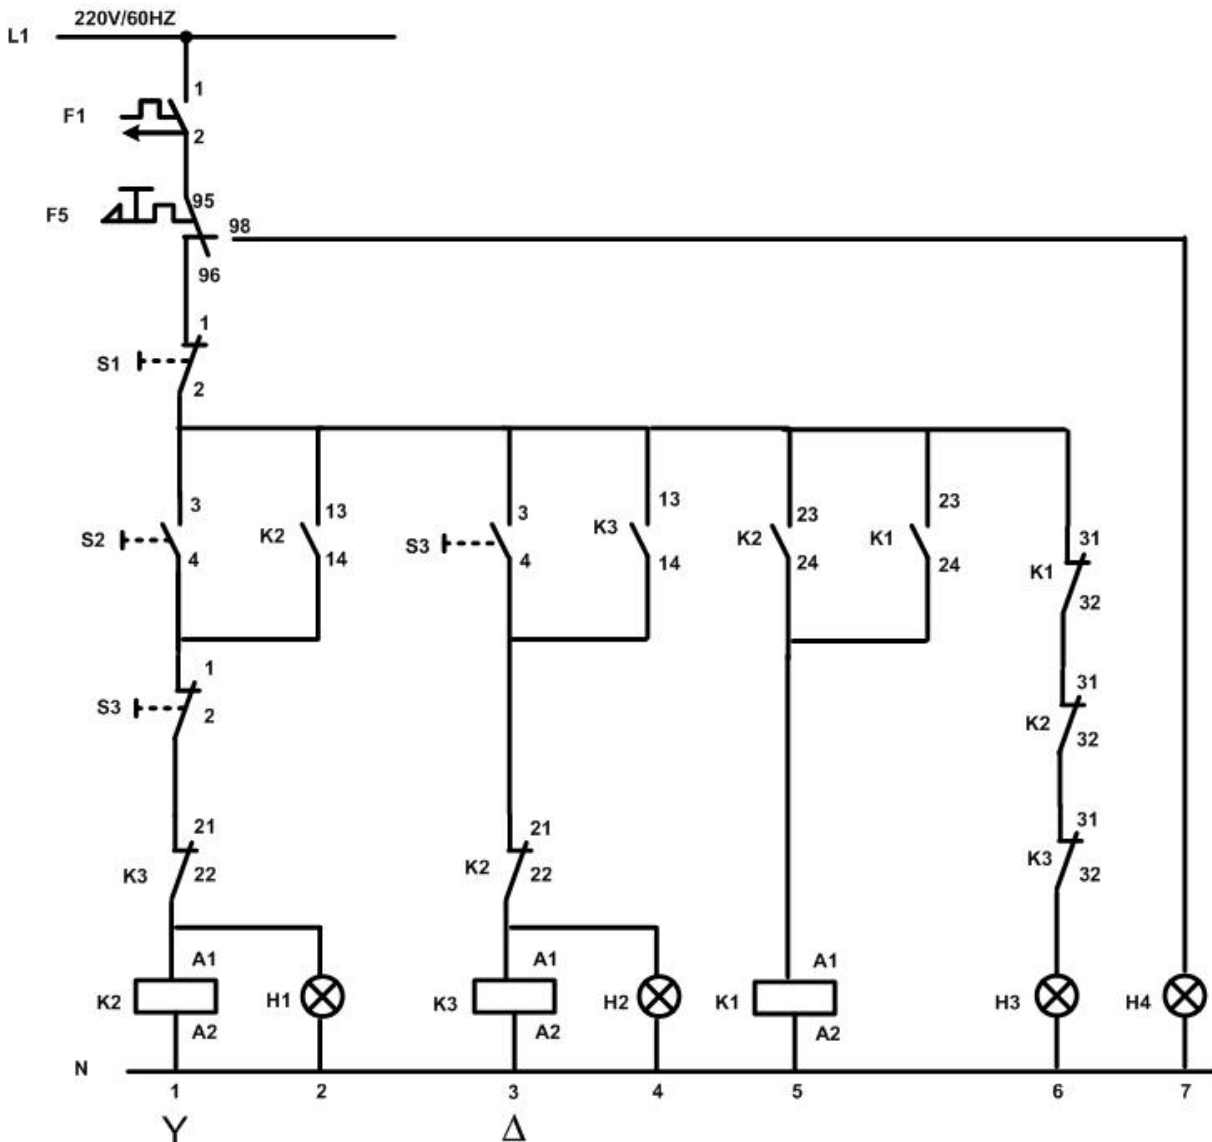 220V/60HZ
L1
1
F1
2
95
F5
98
96
1
S1
2
3 13 3 13 23 23
S2 K2 S3 K3 K2 K1
4 14 4 14 24 24
31
K1
32
1
S3
2
31
K2
32
21 21 31
K3 K2 K3
22 22 32
A1 A1 A1
K2 H1 K3 H2 K1 H3 H4
A2 A2 A2
N
1 2 3 4 5 6 7
Y Δ